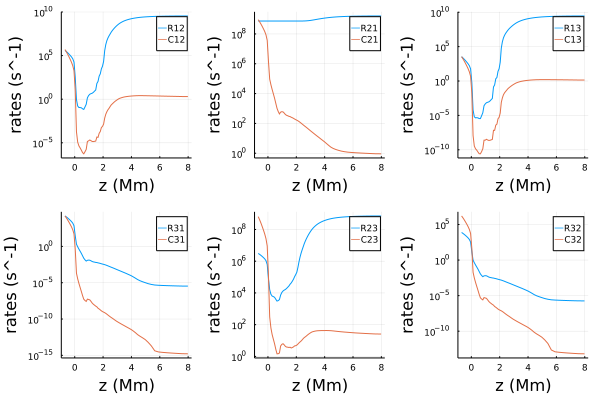 rates (s^-1)
10^10
10^5
10^0
10^-5
R12
C12
0 2 4 6 8
z (Mm)
rates (s^-1)
10^8
10^6
10^4
10^2
10^0
R21
C21
0 2 4 6 8
z (Mm)
rates (s^-1)
10^10
10^5
10^0
10^-5
10^-10
R13
C13
0 2 4 6 8
z (Mm)
rates (s^-1)
10^0
10^-5
10^-10
10^-15
R31
C31
0 2 4 6 8
z (Mm)
rates (s^-1)
10^8
10^6
10^4
10^2
10^0
R23
C23
0 2 4 6 8
z (Mm)
rates (s^-1)
10^5
10^0
10^-5
10^-10
R32
C32
0 2 4 6 8
z (Mm)